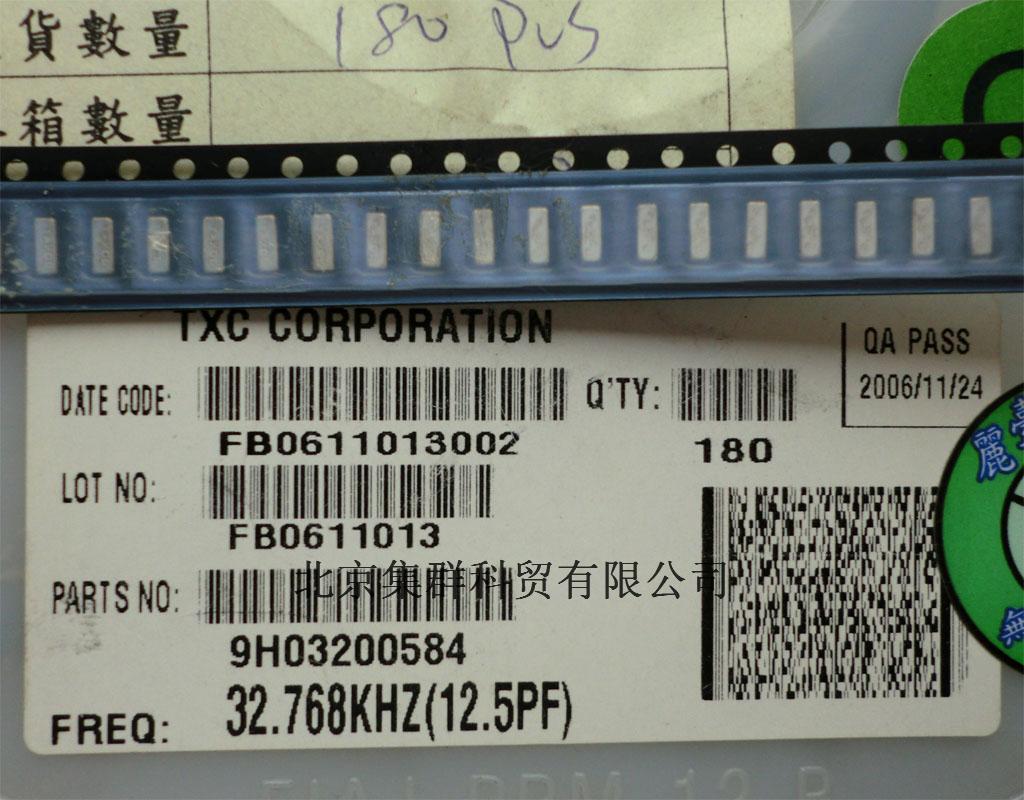 貨數量 180 pcs
箱數量
TXC CORPORATION
QA PASS
2006/11/24
DATE CODE:
FB0611013002
Q'TY:
180
LOT NO:
FB0611013
PARTS NO:
9H03200584
北京集群科贸有限公司
FREQ: 32.768KHZ(12.5PF)
麗
無